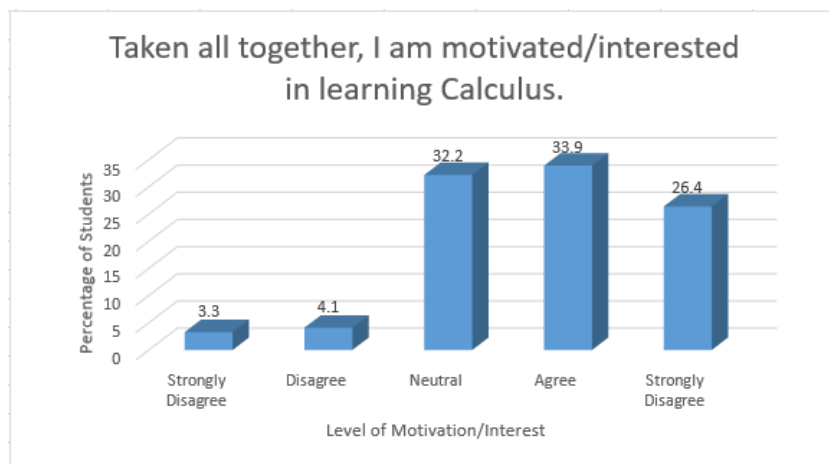 Taken all together, I am motivated/interested
in learning Calculus.
Percentage of Students
35
30
25
20
15
10
5
0
3.3
4.1
32.2
33.9
26.4
Strongly
Disagree
Disagree
Neutral
Agree
Strongly
Disagree
Level of Motivation/Interest